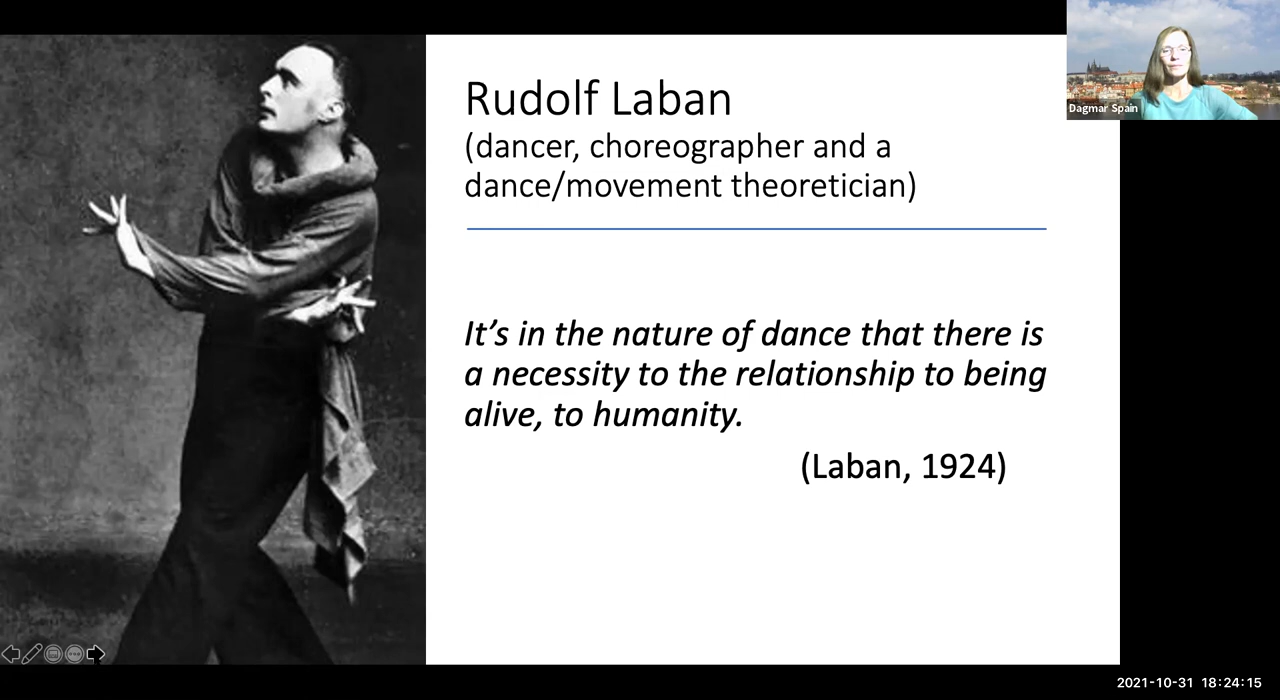 Rudolf Laban
(dancer, choreographer and a
dance/movement theoretician)
It’s in the nature of dance that there is
a necessity to the relationship to being
alive, to humanity.
(Laban, 1924)
Dagmar Spain
2021-10-31 18:24:15